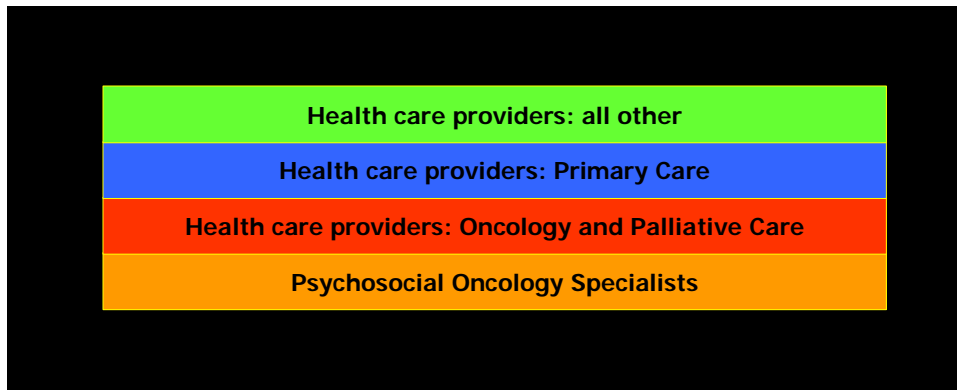 Health care providers: all other
Health care providers: Primary Care
Health care providers: Oncology and Palliative Care
Psychosocial Oncology Specialists